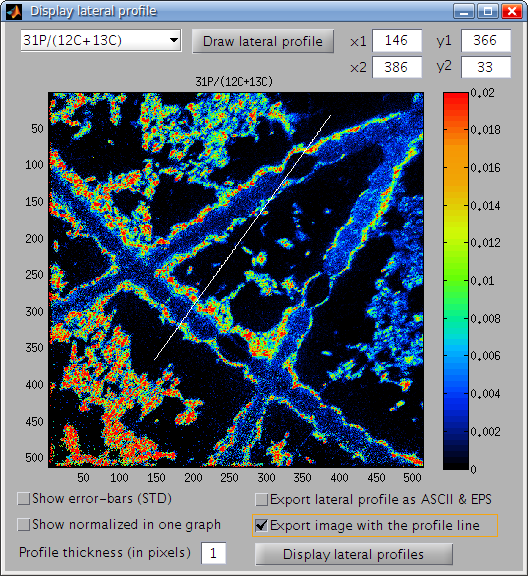 Display lateral profile
31P/(12C+13C) Draw lateral profile x1 146 y1 366
x2 386 y2 33
31P/(12C+13C)
50
100
150
200
250
300
350
400
450
500
50 100 150 200 250 300 350 400 450 500
0.02
0.018
0.016
0.014
0.012
0.01
0.008
0.006
0.004
0.002
0
Show error-bars (STD) Export lateral profile as ASCII & EPS
Show normalized in one graph Export image with the profile line
Profile thickness (in pixels) 1 Display lateral profiles